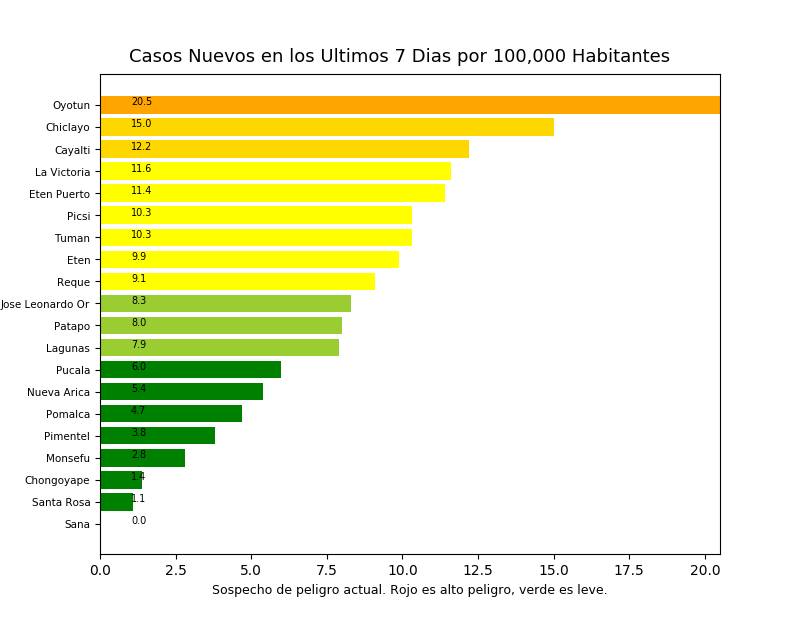 Casos Nuevos en los Ultimos 7 Dias por 100,000 Habitantes
Oyotun 20.5
Chiclayo 15.0
Cayalti 12.2
La Victoria 11.6
Eten Puerto 11.4
Picsi 10.3
Tuman 10.3
Eten 9.9
Reque 9.1
Jose Leonardo Or 8.3
Patapo 8.0
Lagunas 7.9
Pucala 6.0
Nueva Arica 5.4
Pomalca 4.7
Pimentel 3.8
Monsefu 2.8
Chongoyape 1.4
Santa Rosa 1.1
Sana 0.0
0.0 2.5 5.0 7.5 10.0 12.5 15.0 17.5 20.0
Sospecho de peligro actual. Rojo es alto peligro, verde es leve.